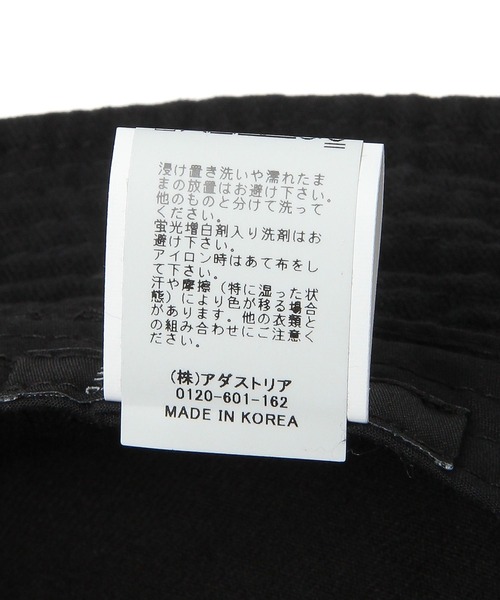 浸け置き洗いや濡れたま
まの放置はお避け下さい。
他のものと分けて洗って
ください。
蛍光増白剤入り洗剤はお
避け下さい。
アイロン時はあて布をし
て下さい。
汗や摩擦（特に湿った状
態）により色が移る場合
があります。他の衣類と
の組み合わせにご注意く
ださい。
(株)アダストリア
0120-601-162
MADE IN KOREA